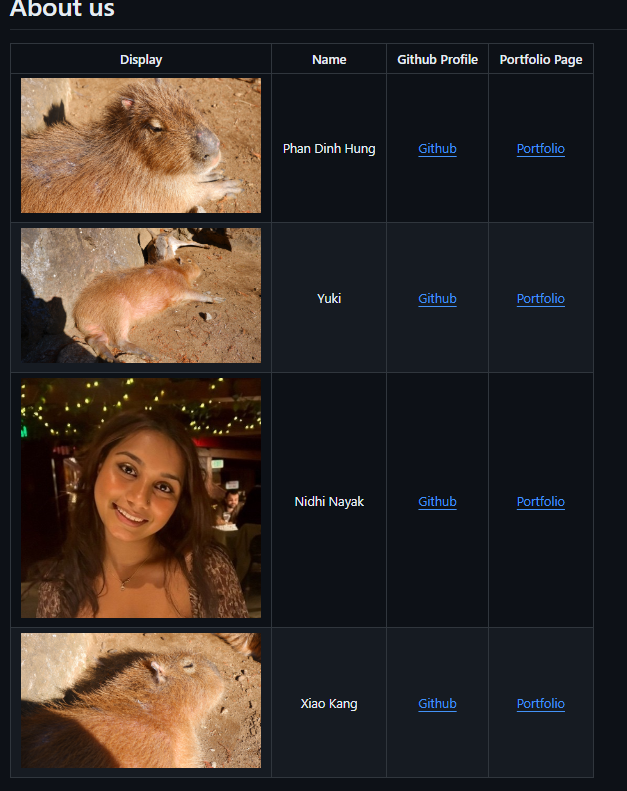 About us
Display Name Github Profile Portfolio Page
Phan Dinh Hung Github Portfolio
Yuki Github Portfolio
Nidhi Nayak Github Portfolio
Xiao Kang Github Portfolio